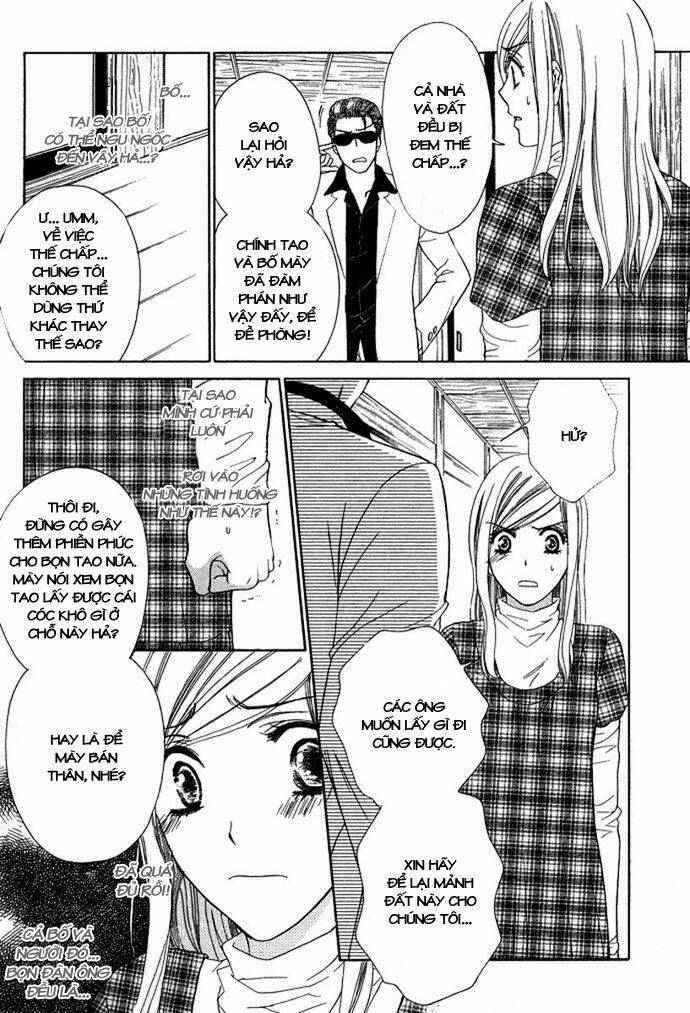 CẢ NHÀ
VÀ ĐẤT
ĐỀU BỊ
ĐEM THẾ
CHẤP...?
SAO
LẠI HỎI
VẬY HẢ?
CHÍNH TAO
VÀ BỐ MÀY
ĐÃ ĐÀM
PHÁN NHƯ
VẬY ĐẤY, ĐỂ
ĐỀ PHÒNG!
BỐ...
TẠI SAO BỐ
CÓ THỂ NGU NGỐC
ĐẾN VẬY HẢ...?
Ư... UMM,
VỀ VIỆC
THẾ CHẤP...
CHÚNG TÔI
KHÔNG THỂ
DÙNG THỨ
KHÁC THAY
THẾ SAO?
HỬ?
CÁC ÔNG
MUỐN LẤY GÌ ĐI
CŨNG ĐƯỢC.
XIN HÃY
ĐỂ LẠI MẢNH
ĐẤT NÀY CHO
CHÚNG TÔI...
TẠI SAO
MÌNH CỨ PHẢI
LUÔN
RƠI VÀO
NHỮNG TÌNH HUỐNG
NHƯ THẾ NÀY!?
THÔI ĐI,
ĐỪNG CÓ GÂY
THÊM PHIỀN PHỨC
CHO BỌN TAO NỮA.
MÀY NÓI XEM BỌN
TAO LẤY ĐƯỢC CÁI
CÓC KHÔ GÌ Ở
CHỖ NÀY HẢ?
HAY LÀ ĐỂ
MÀY BÁN
THÂN, NHÉ?
ĐÃ QUÁ
ĐỦ RỒI!
CẢ BỐ VÀ
NGƯỜI ĐÓ...
BỌN ĐÀN ÔNG
ĐỀU LÀ...